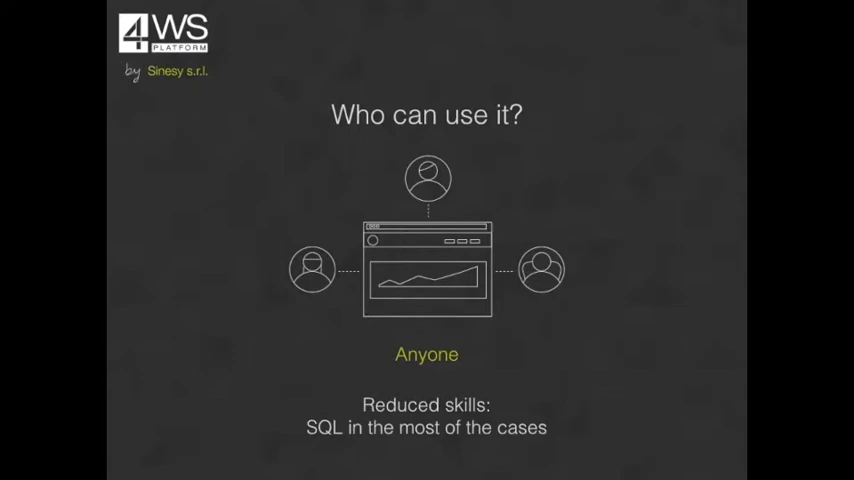 4WS
PLATFORM
by Sinesy s.r.l.
Who can use it?
Anyone
Reduced skills:
SQL in the most of the cases